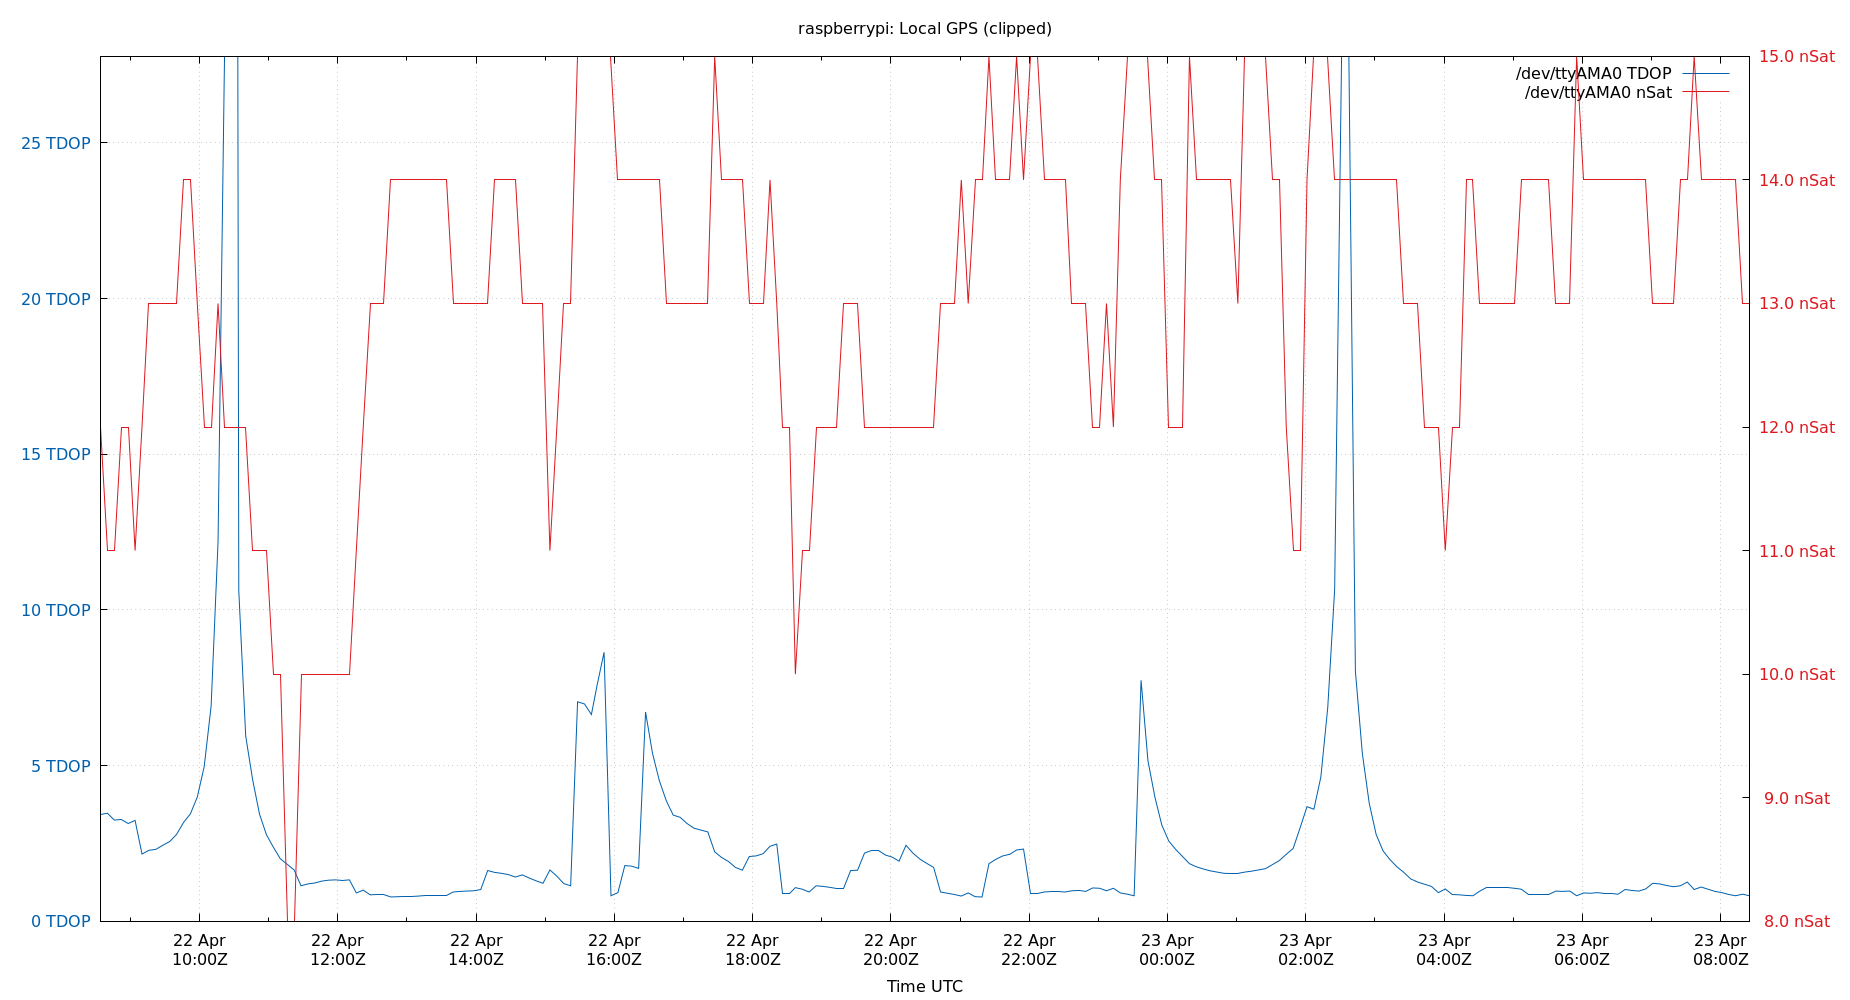 raspberrypi: Local GPS (clipped)
/dev/ttyAMA0 TDOP
/dev/ttyAMA0 nSat
25 TDOP
20 TDOP
15 TDOP
10 TDOP
5 TDOP
0 TDOP
15.0 nSat
14.0 nSat
13.0 nSat
12.0 nSat
11.0 nSat
10.0 nSat
9.0 nSat
8.0 nSat
22 Apr
10:00Z
22 Apr
12:00Z
22 Apr
14:00Z
22 Apr
16:00Z
22 Apr
18:00Z
22 Apr
20:00Z
22 Apr
22:00Z
23 Apr
00:00Z
23 Apr
02:00Z
23 Apr
04:00Z
23 Apr
06:00Z
23 Apr
08:00Z
Time UTC